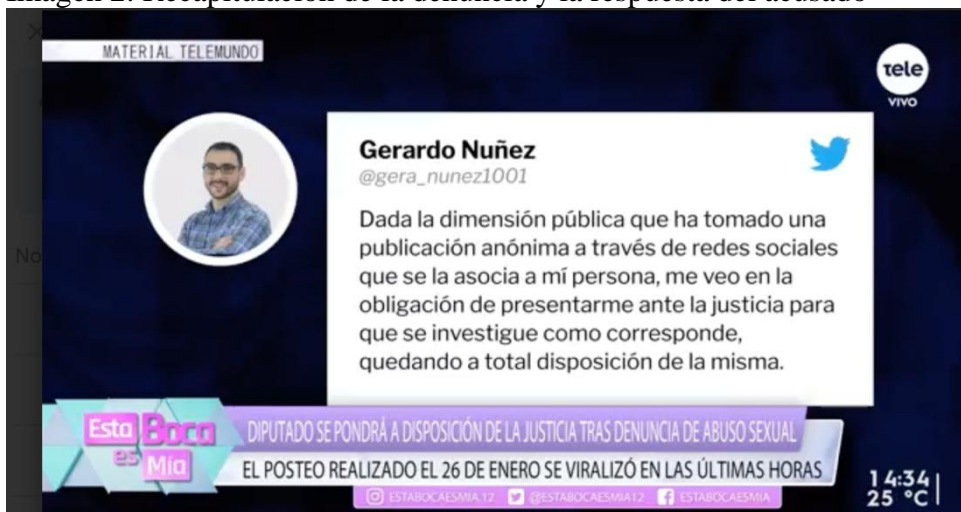 Imagen 2: Recapitulación de la denuncia y la respuesta del acusado
MATERIAL TELEMUNDO
tele
VIVO
Gerardo Nuñez
@gera_nunez1001
Dada la dimensión pública que ha tomado una
publicación anónima a través de redes sociales
que se la asocia a mí persona, me veo en la
obligación de presentarme ante la justicia para
que se investigue como corresponde,
quedando a total disposición de la misma.
No
Esta Boca
es Mía
DIPUTADO SE PONDRÁ A DISPOSICIÓN DE LA JUSTICIA TRAS DENUNCIA DE ABUSO SEXUAL
EL POSTEO REALIZADO EL 26 DE ENERO SE VIRALIZÓ EN LAS ÚLTIMAS HORAS
ESTABOCAESMIA.12 @ESTABOCAESMIA12 ESTABOCAESMIA
14:34
25 °C